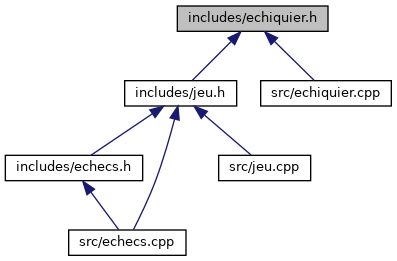 includes/echiquier.h
includes/jeu.h
src/echiquier.cpp
includes/echecs.h
src/jeu.cpp
src/echecs.cpp